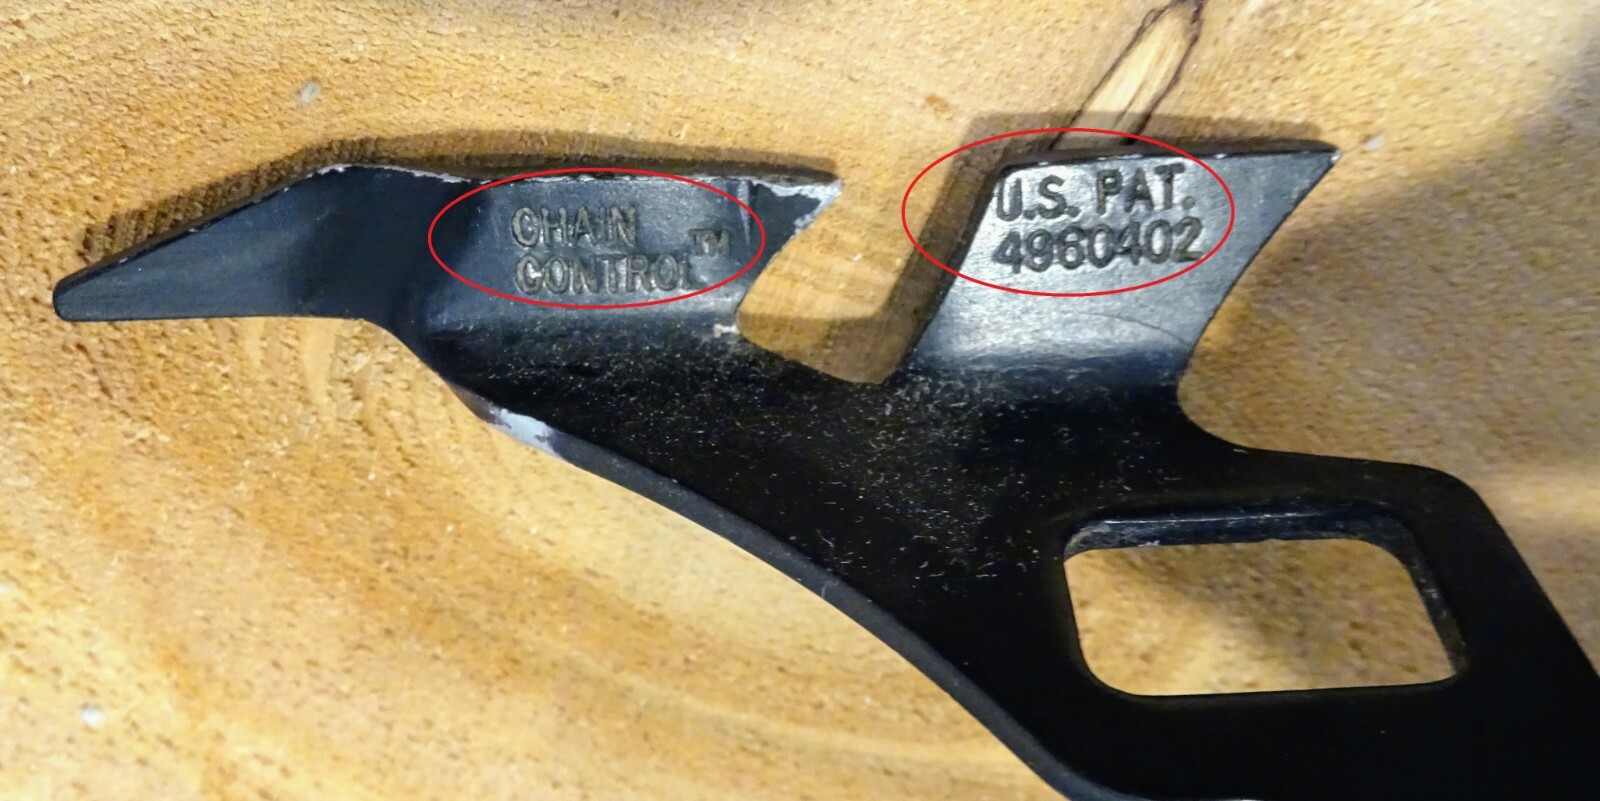 CHAIN
CONTROL™
U.S. PAT.
4960402